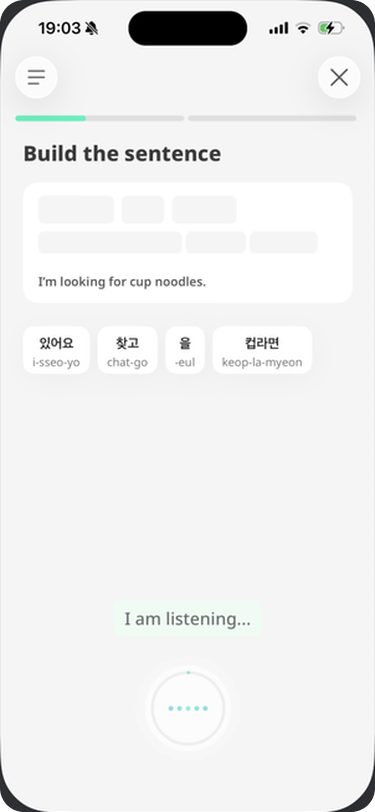 19:03
Build the sentence
I'm looking for cup noodles.
있어요 찾고 을 컵라면
i-sseo-yo chat-go -eul keop-la-myeon
I am listening...